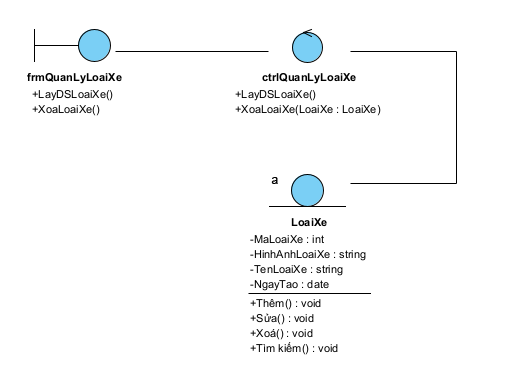 frmQuanLyLoaiXe
+LayDSLoaiXe()
+XoaLoaiXe()
ctrlQuanLyLoaiXe
+LayDSLoaiXe()
+XoaLoaiXe(LoaiXe : LoaiXe)
a
LoaiXe
-MaLoaiXe : int
-HinhAnhLoaiXe : string
-TenLoaiXe : string
-NgayTao : date
+Thêm() : void
+Sửa() : void
+Xoá() : void
+Tìm kiếm() : void